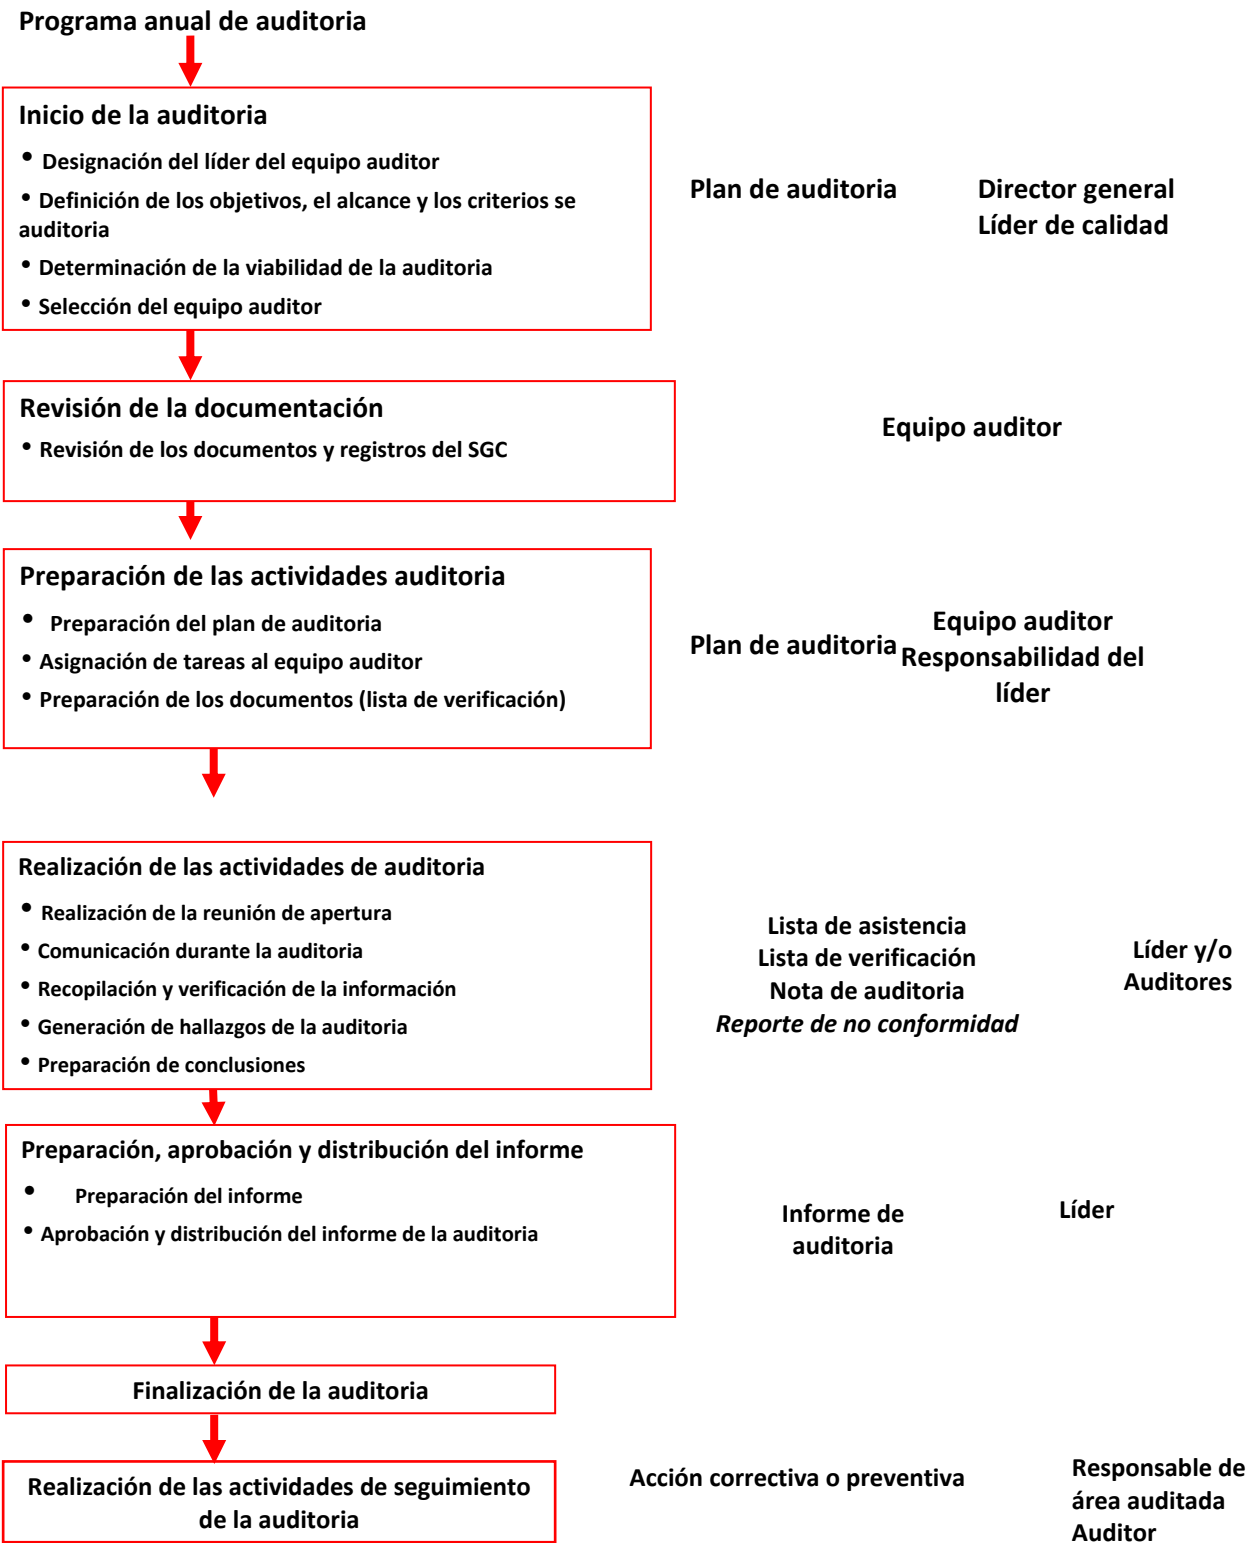 Programa anual de auditoria
Inicio de la auditoria
• Designación del líder del equipo auditor
• Definición de los objetivos, el alcance y los criterios se
auditoria
• Determinación de la viabilidad de la auditoria
• Selección del equipo auditor
Plan de auditoria
Director general
Líder de calidad
Revisión de la documentación
• Revisión de los documentos y registros del SGC
Equipo auditor
Preparación de las actividades auditoria
• Preparación del plan de auditoria
• Asignación de tareas al equipo auditor
• Preparación de los documentos (lista de verificación)
Plan de auditoria
Equipo auditor
Responsabilidad del
líder
Realización de las actividades de auditoria
• Realización de la reunión de apertura
• Comunicación durante la auditoria
• Recopilación y verificación de la información
• Generación de hallazgos de la auditoria
• Preparación de conclusiones
Lista de asistencia
Lista de verificación
Nota de auditoria
Reporte de no conformidad
Líder y/o
Auditores
Preparación, aprobación y distribución del informe
• Preparación del informe
• Aprobación y distribución del informe de la auditoria
Informe de
auditoria
Líder
Finalización de la auditoria
Realización de las actividades de seguimiento
de la auditoria
Acción correctiva o preventiva
Responsable de
área auditada
Auditor